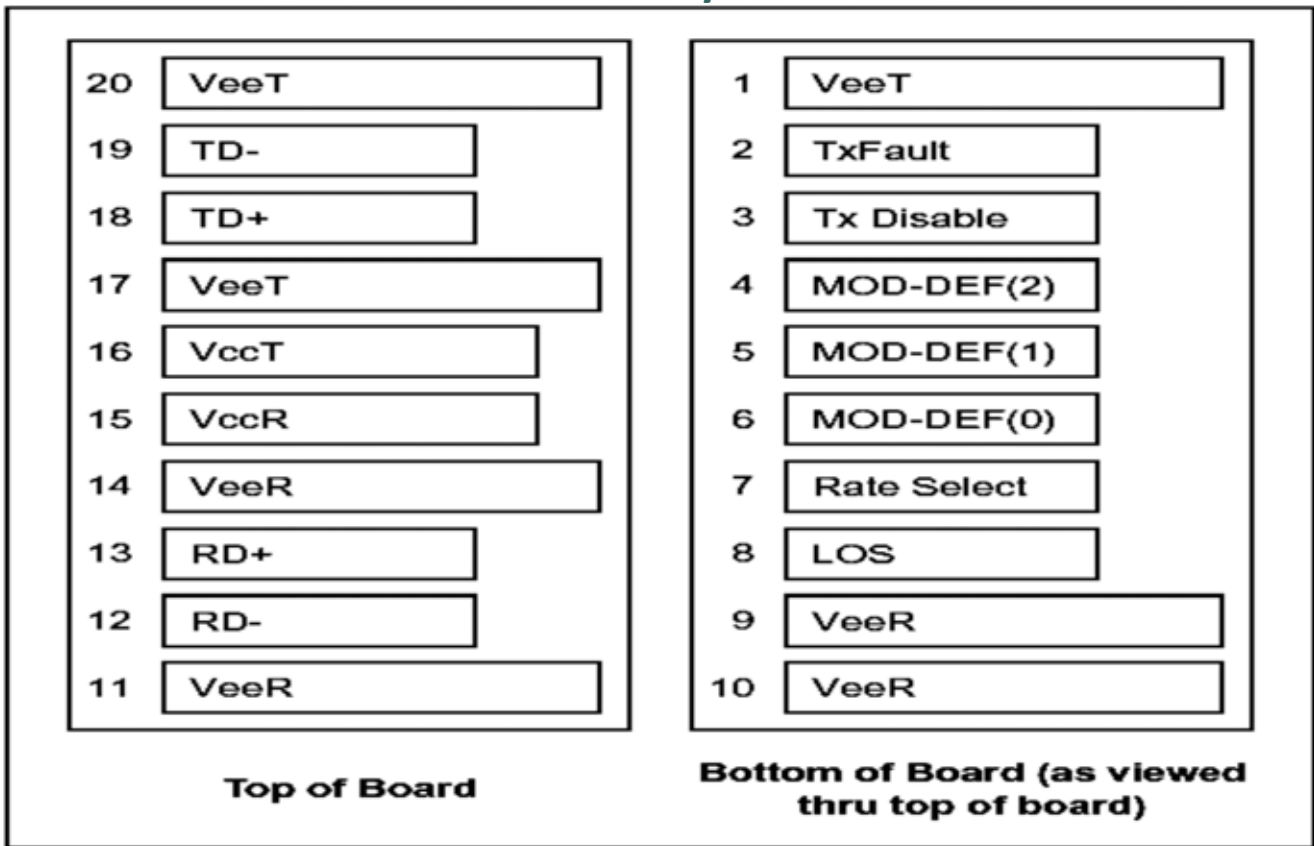 20 VeeT
19 TD-
18 TD+
17 VeeT
16 VccT
15 VccR
14 VeeR
13 RD+
12 RD-
11 VeeR
Top of Board
1 VeeT
2 TxFault
3 Tx Disable
4 MOD-DEF(2)
5 MOD-DEF(1)
6 MOD-DEF(0)
7 Rate Select
8 LOS
9 VeeR
10 VeeR
Bottom of Board (as viewed
thru top of board)